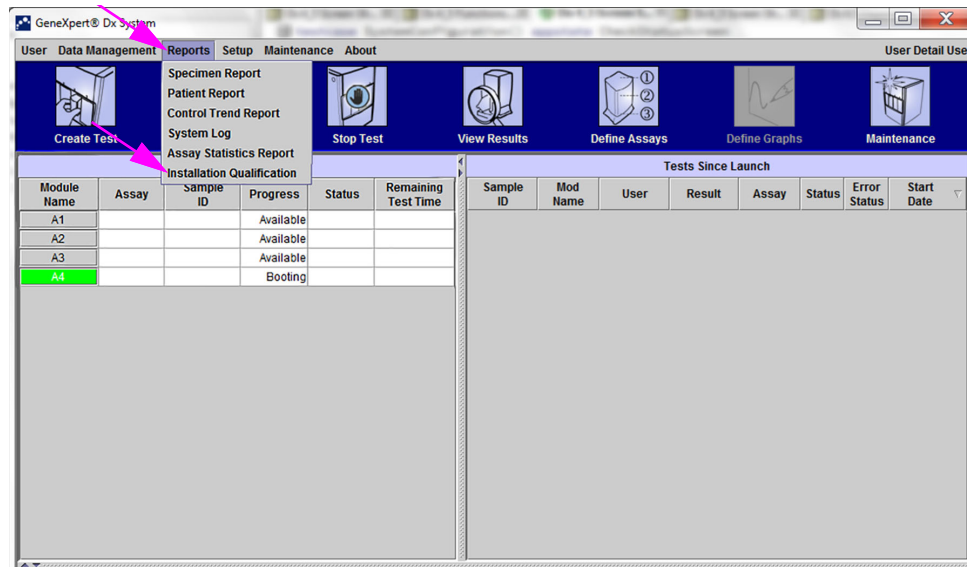 GeneXpert® Dx System
User Data Management Reports Setup Maintenance About User Detail Use
Specimen Report
Patient Report
Control Trend Report
System Log
Assay Statistics Report
Installation Qualification
Create Test Stop Test View Results Define Assays Define Graphs Maintenance
① ② ③
Tests Since Launch
Module Name Assay Sample ID Progress Status Remaining Test Time
Sample ID Mod Name User Result Assay Status Error Status Start Date
A1 Available
A2 Available
A3 Available
A4 Booting